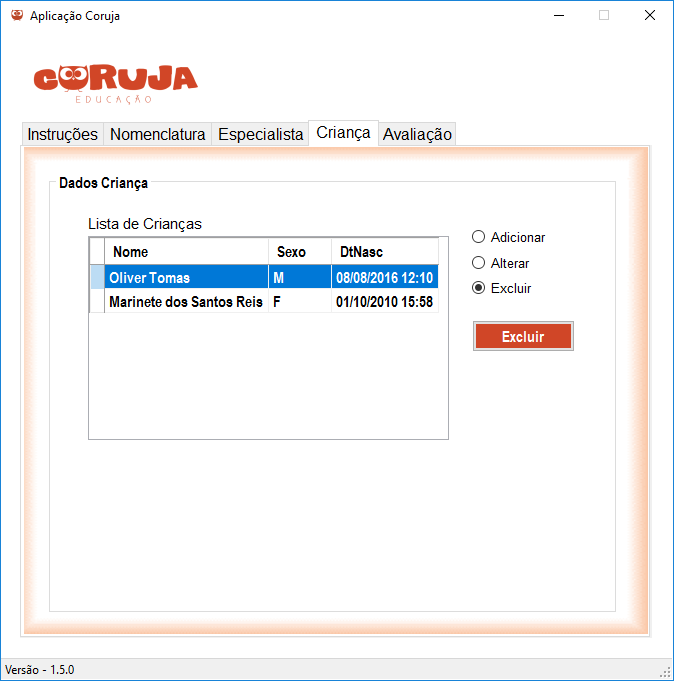 Aplicação Coruja
CORUJA
EDUCAÇÃO
Instruções Nomenclatura Especialista Criança Avaliação
Dados Criança
Lista de Crianças
Nome Sexo DtNasc
Oliver Tomas M 08/08/2016 12:10
Marinete dos Santos Reis F 01/10/2010 15:58
Adicionar
Alterar
Excluir
Excluir
Versão - 1.5.0